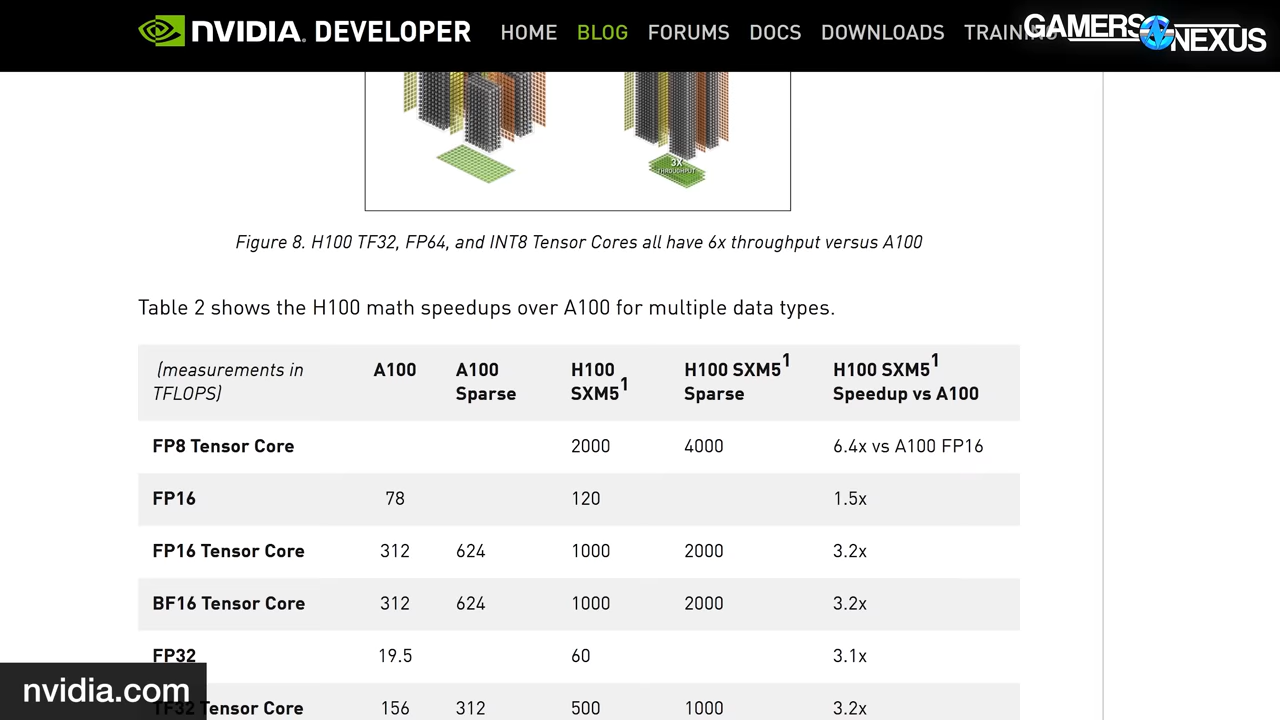 NVIDIA. DEVELOPER HOME BLOG FORUMS DOCS DOWNLOADS TRAINING
GAMERS NEXUS
3X
THROUGHPUT
Figure 8. H100 TF32, FP64, and INT8 Tensor Cores all have 6x throughput versus A100
Table 2 shows the H100 math speedups over A100 for multiple data types.
(measurements in TFLOPS) A100 A100 Sparse H100 SXM5¹ H100 SXM5¹ Sparse H100 SXM5¹ Speedup vs A100
FP8 Tensor Core 2000 4000 6.4x vs A100 FP16
FP16 78 120 1.5x
FP16 Tensor Core 312 624 1000 2000 3.2x
BF16 Tensor Core 312 624 1000 2000 3.2x
FP32 19.5 60 3.1x
TF32 Tensor Core 156 312 500 1000 3.2x
nvidia.com